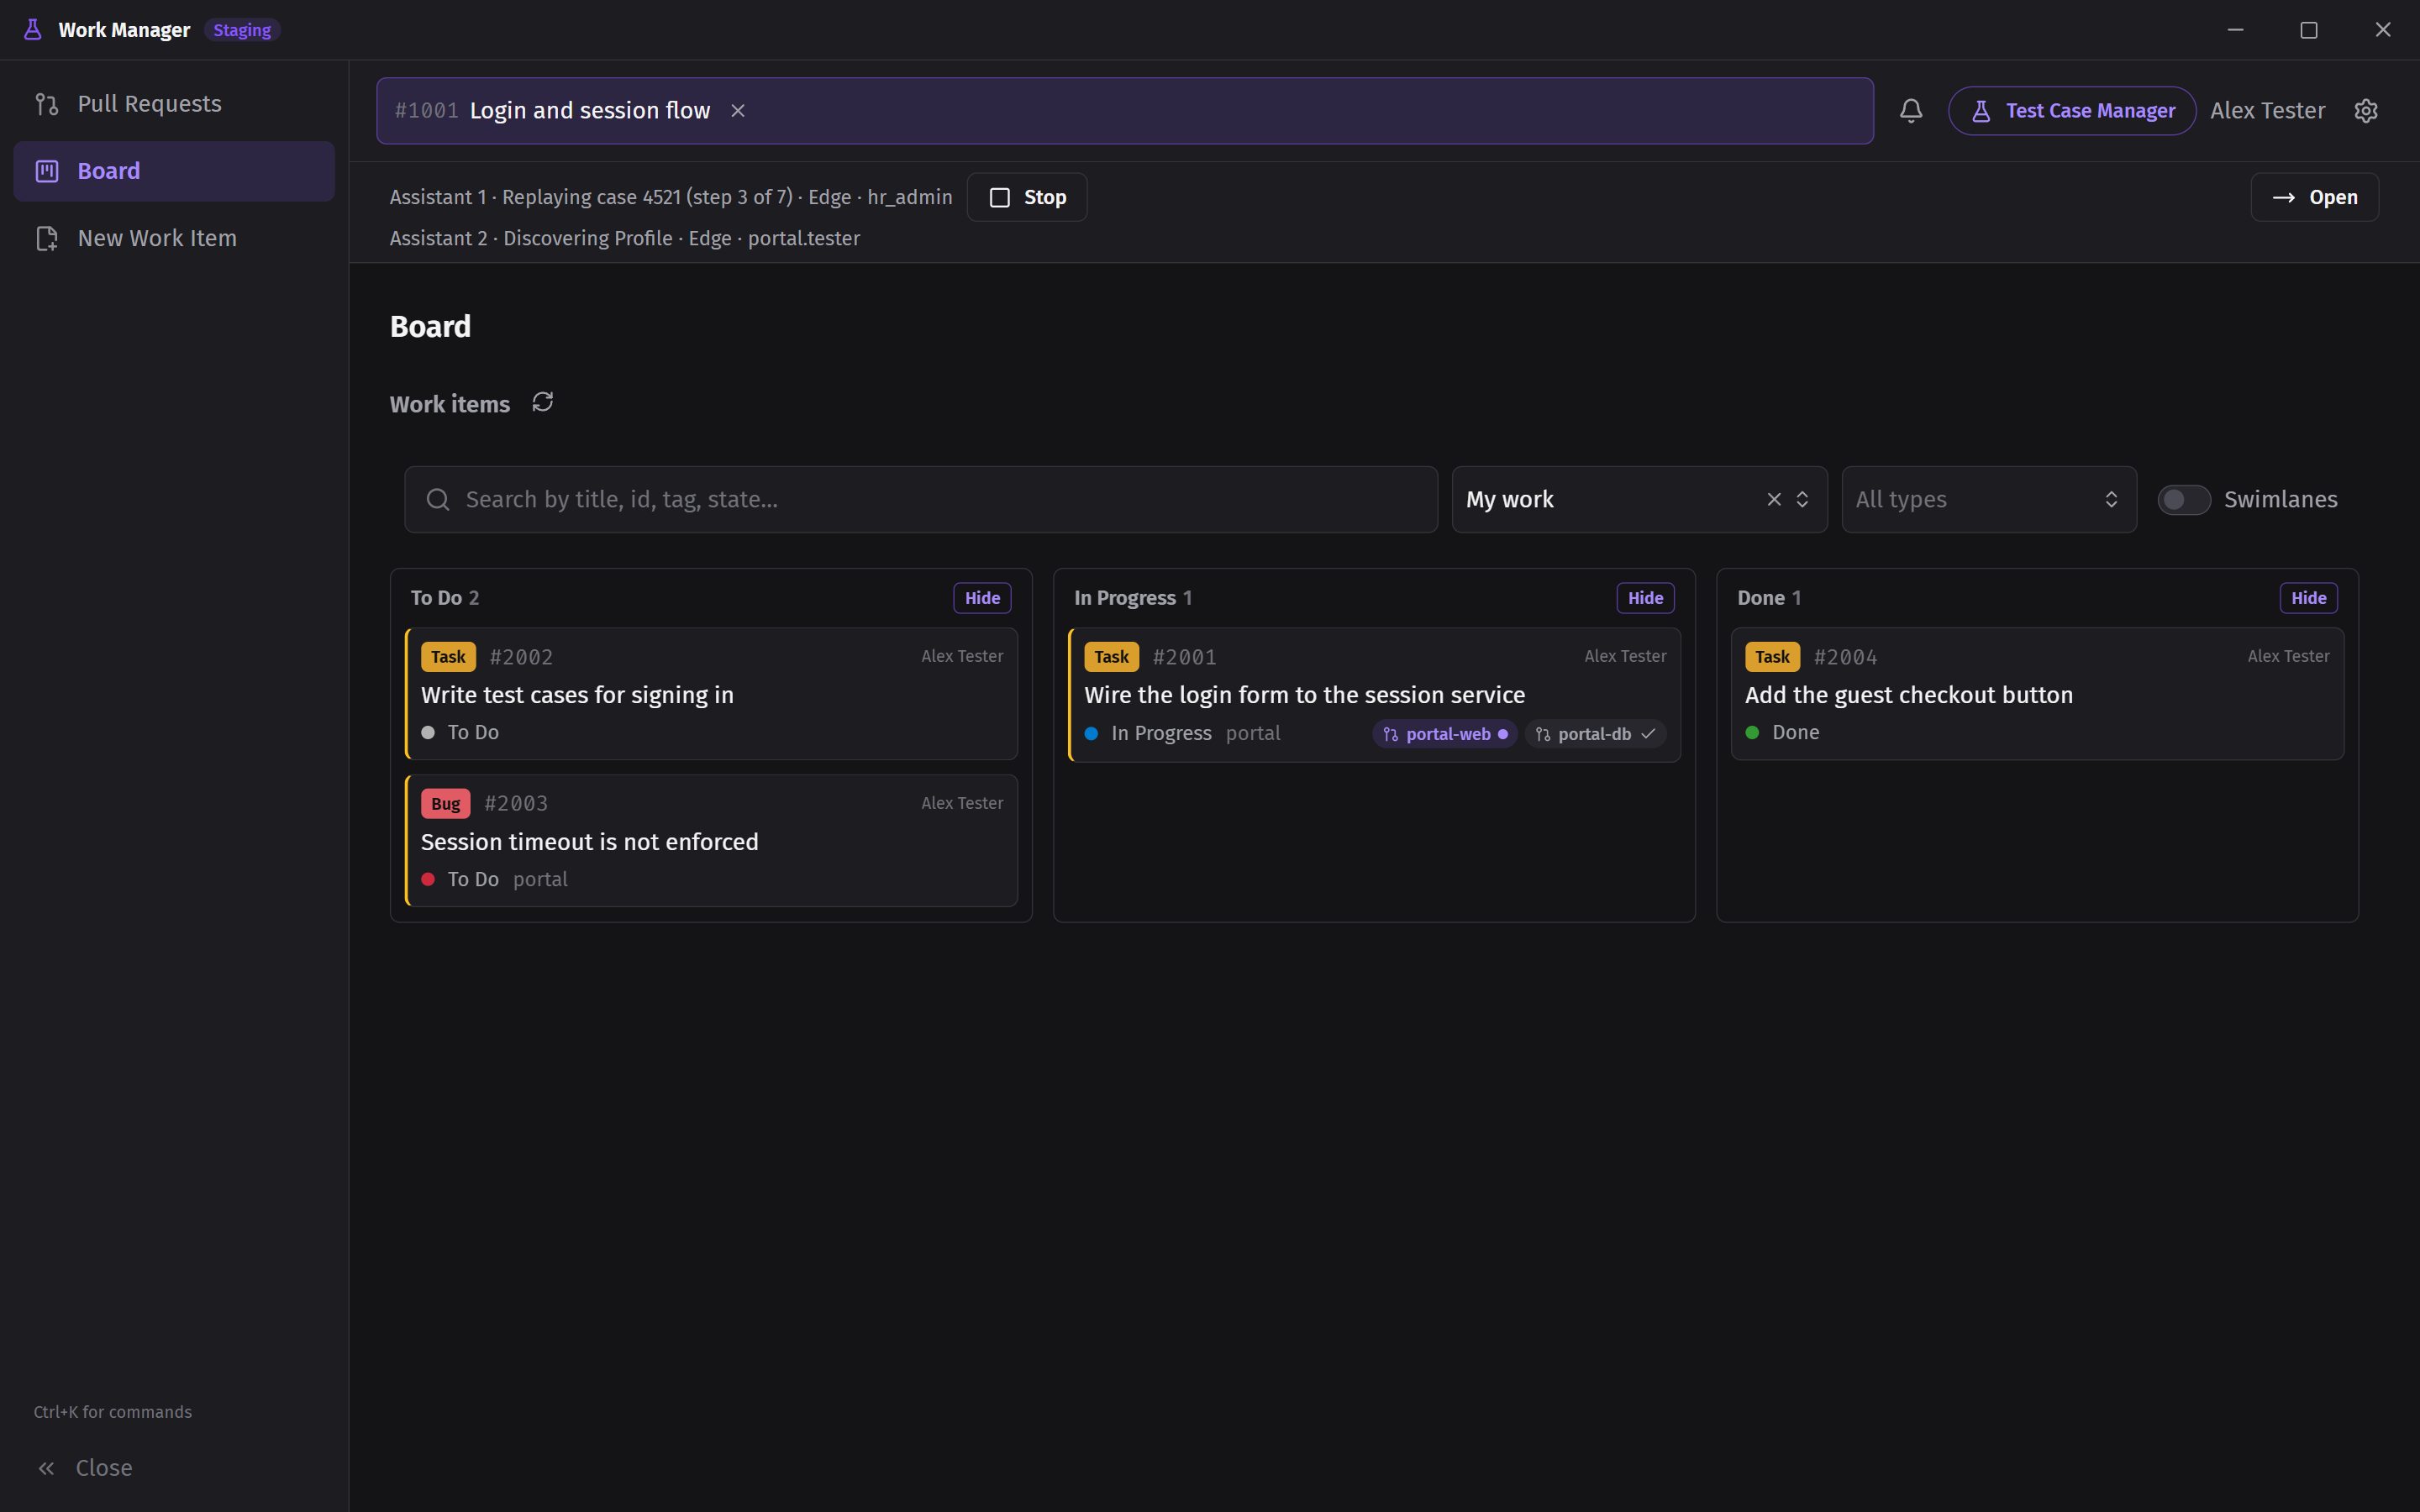 Work Manager Staging
Pull Requests
Board
New Work Item
Ctrl+K for commands
Close
#1001 Login and session flow
Test Case Manager
Alex Tester
Assistant 1 · Replaying case 4521 (step 3 of 7) · Edge · hr_admin
Stop
Open
Assistant 2 · Discovering Profile · Edge · portal.tester
Board
Work items
Search by title, id, tag, state...
My work
All types
Swimlanes
To Do 2
Hide
Task #2002
Alex Tester
Write test cases for signing in
To Do
Bug #2003
Alex Tester
Session timeout is not enforced
To Do portal
In Progress 1
Hide
Task #2001
Alex Tester
Wire the login form to the session service
In Progress portal
portal-web
portal-db
Done 1
Hide
Task #2004
Alex Tester
Add the guest checkout button
Done